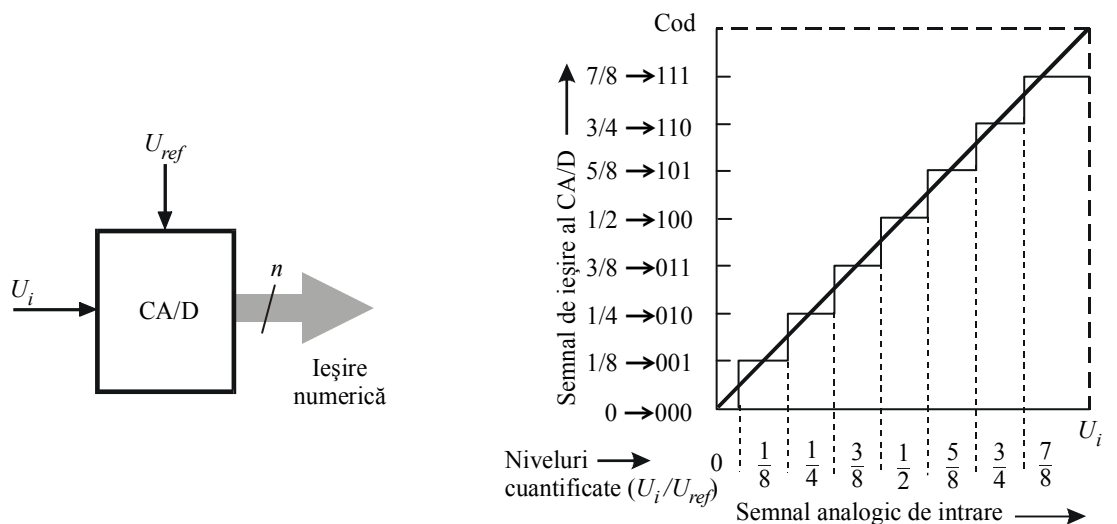 U_ref
U_i
CA/D
n
Ieşire
numerică
Cod
Semnal de ieşire al CA/D
7/8 → 111
3/4 → 110
5/8 → 101
1/2 → 100
3/8 → 011
1/4 → 010
1/8 → 001
0 → 000
U_i
Niveluri
cuantificate (U_i/U_ref)
0 1/8 1/4 3/8 1/2 5/8 3/4 7/8
Semnal analogic de intrare